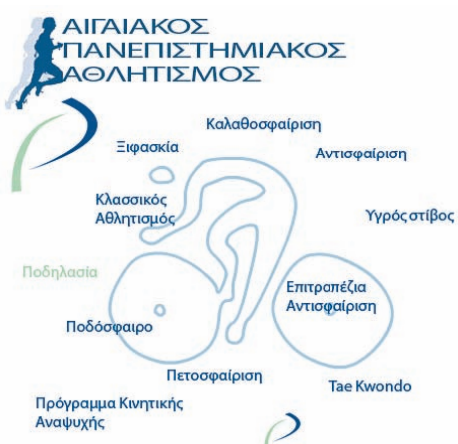 ΑΙΓΑΙΑΚΟΣ
ΠΑΝΕΠΙΣΤΗΜΙΑΚΟΣ
ΑΘΛΗΤΙΣΜΟΣ
Καλαθοσφαίριση
Ξιφασκία
Αντισφαίριση
Κλασσικός
Αθλητισμός
Υγρός στίβος
Ποδηλασία
Επιτραπέζια
Αντισφαίριση
Ποδόσφαιρο
Πετοσφαίριση
Tae Kwondo
Πρόγραμμα Κινητικής
Αναψυχής